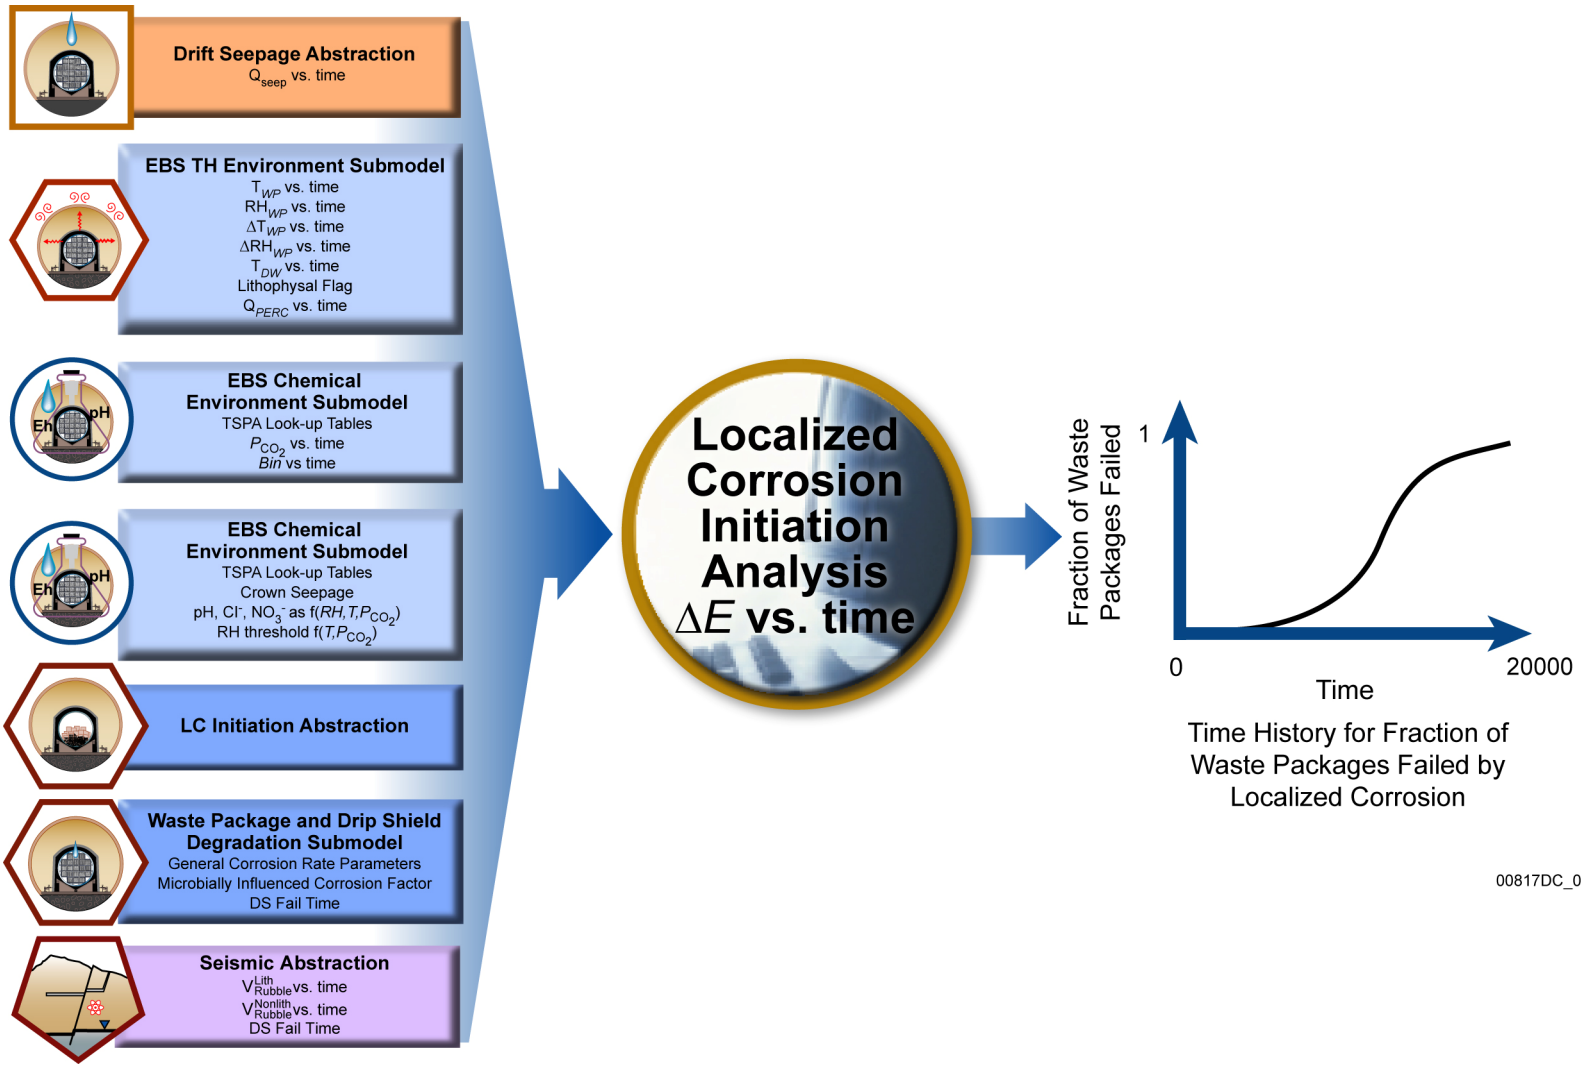 Drift Seepage Abstraction
Qseep vs. time
EBS TH Environment Submodel
TWP vs. time
RHWP vs. time
ΔTWP vs. time
ΔRHWP vs. time
TDW vs. time
Lithophysal Flag
QPERC vs. time
Eh pH
EBS Chemical
Environment Submodel
TSPA Look-up Tables
PCO2 vs. time
Bin vs time
Eh pH
EBS Chemical
Environment Submodel
TSPA Look-up Tables
Crown Seepage
pH, Cl-, NO3- as f(RH,T,PCO2)
RH threshold f(T,PCO2)
LC Initiation Abstraction
Waste Package and Drip Shield
Degradation Submodel
General Corrosion Rate Parameters
Microbially Influenced Corrosion Factor
DS Fail Time
Seismic Abstraction
VRubbleLith vs. time
VRubbleNonlith vs. time
DS Fail Time
Localized
Corrosion
Initiation
Analysis
ΔE vs. time
Fraction of Waste
Packages Failed
1
0
20000
Time
Time History for Fraction of
Waste Packages Failed by
Localized Corrosion
00817DC_0